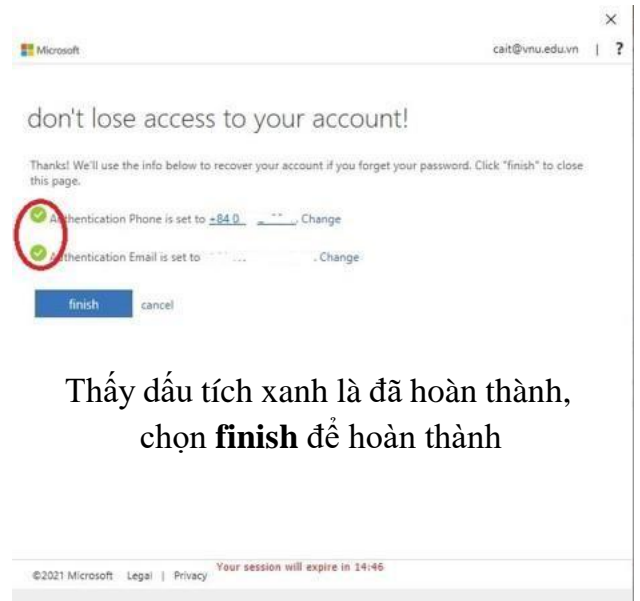 Microsoft
cait@vnu.edu.vn | ?
don't lose access to your account!
Thanks! We'll use the info below to recover your account if you forget your password. Click "finish" to close
this page.
Authentication Phone is set to +84 0 . Change
Authentication Email is set to . Change
finish cancel
Thấy dấu tích xanh là đã hoàn thành,
chọn finish để hoàn thành
©2021 Microsoft Legal | Privacy Your session will expire in 14:46